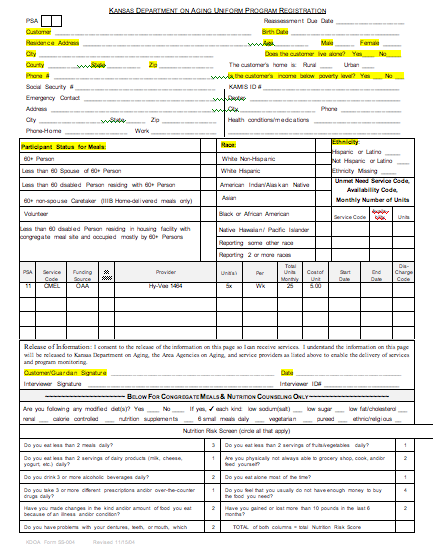 KANSAS DEPARTMENT ON AGING UNIFORM PROGRAM REGISTRATION
PSA Reassessment Due Date
Customer Birth Date
Residence Address Age Male Female
City Does the customer live alone? Yes No
County State Zip The customer's home is: Rural Urban
Phone # Is the customer's income below poverty level? Yes No
Social Security # KAMIS ID #
Emergency Contact Doctor
Address City Phone
City State Zip Health conditions/medications
Phone-Home Work
Participant Status for Meals: Race: Ethnicity:
Hispanic or Latino
60+ Person White Non-Hispanic Not Hispanic or Latino
Less than 60 Spouse of 60+ Person White Hispanic Ethnicity Missing
Less than 60 disabled Person residing with 60+ Person American Indian/Alaskan Native Unmet Need Service Code,
Availability Code,
60+ non-spouse Caretaker (IIIB Home-delivered meals only) Asian Monthly Number of Units
Volunteer Black or African American Service Code Units
Less than 60 disabled Person residing in housing facility with Native Hawaiian/ Pacific Islander
congregate meal site and occupied mostly by 60+ Persons
Reporting some other race
Reporting 2 or more races
PSA Service Code Funding Source Provider Unit(s) Per Total Units Monthly Cost of Unit Start Date End Date Dis-Charge Code
11 CMEL OAA Hy-Vee 1464 5x Wk 25 5.00
Release of Information: I consent to the release of the information on this page so I can receive services. I understand the information on this page
will be released to Kansas Department on Aging, the Area Agencies on Aging, and service providers as listed above to enable the delivery of services
and program monitoring.
Customer/Guardian Signature Date
Interviewer Signature Interviewer ID#
BELOW FOR CONGREGATE MEALS & NUTRITION COUNSELING ONLY
Are you following any modified diet(s)? Yes No If yes, ✓ each kind: low sodium(salt) low sugar low fat/cholesterol
renal calorie controlled nutrition supplements 6 small meals daily vegetarian pureed ethnic/religious
Nutrition Risk Screen (circle all that apply)
Do you eat less than 2 meals daily? 3 Do you eat less than 2 servings of fruits/vegetables daily? 1
Do you eat less than 2 servings of dairy products (milk, cheese, yogurt, etc.) daily? 1 Are you physically not always able to grocery shop, cook, and/or feed yourself? 2
Do you drink 3 or more alcoholic beverages daily? 2 Do you eat alone most of the time? 1
Do you take 3 or more different prescriptions and/or over-the-counter drugs daily? 1 Do you feel that you usually do not have enough money to buy the food you need? 4
Have you made changes in the kind and/or amount of food you eat because of an illness and/or condition? 2 Have you gained or lost more than 10 pounds in the last 6 months? 2
Do you have problems with your dentures, teeth, or mouth, which 2 TOTAL of both columns = total Nutrition Risk Score
KDOA Form Revised